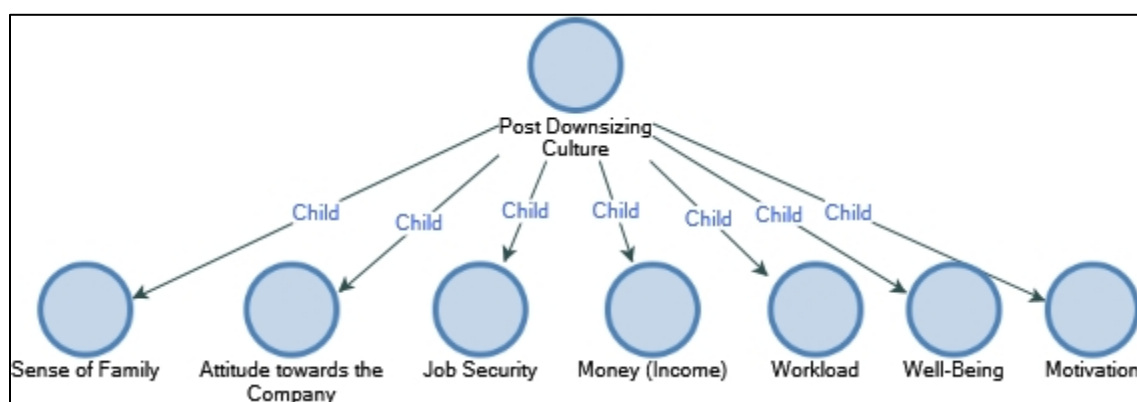 Post Downsizing
Culture
Child
Child
Child
Child
Child
Child
Child
Sense of Family
Attitude towards the
Company
Job Security
Money (Income)
Workload
Well-Being
Motivation